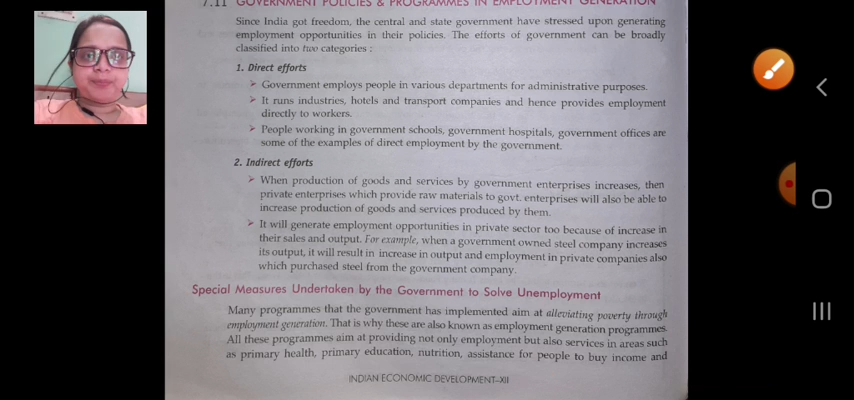 7.11 GOVERNMENT POLICIES & PROGRAMMES IN EMPLOYMENT GENERATION
Since India got freedom, the central and state government have stressed upon generating
employment opportunities in their policies. The efforts of government can be broadly
classified into two categories :
1. Direct efforts
➢ Government employs people in various departments for administrative purposes.
➢ It runs industries, hotels and transport companies and hence provides employment
directly to workers.
➢ People working in government schools, government hospitals, government offices are
some of the examples of direct employment by the government.
2. Indirect efforts
➢ When production of goods and services by government enterprises increases, then
private enterprises which provide raw materials to govt. enterprises will also be able to
increase production of goods and services produced by them.
➢ It will generate employment opportunities in private sector too because of increase in
their sales and output. For example, when a government owned steel company increases
its output, it will result in increase in output and employment in private companies also
which purchased steel from the government company.
Special Measures Undertaken by the Government to Solve Unemployment
Many programmes that the government has implemented aim at alleviating poverty through
employment generation. That is why these are also known as employment generation programmes.
All these programmes aim at providing not only employment but also services in areas such
as primary health, primary education, nutrition, assistance for people to buy income and
INDIAN ECONOMIC DEVELOPMENT–XII